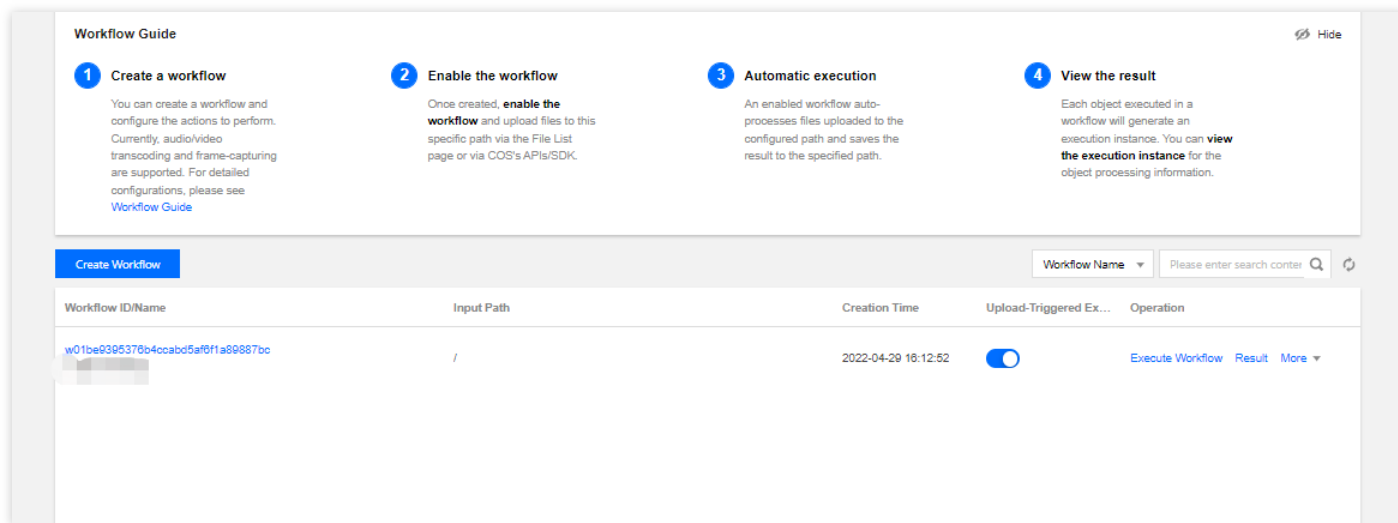 Workflow Guide
Hide
1 Create a workflow
You can create a workflow and
configure the actions to perform.
Currently, audio/video
transcoding and frame-capturing
are supported. For detailed
configurations, please see
Workflow Guide
2 Enable the workflow
Once created, enable the
workflow and upload files to this
specific path via the File List
page or via COS's APIs/SDK.
3 Automatic execution
An enabled workflow auto-
processes files uploaded to the
configured path and saves the
result to the specified path.
4 View the result
Each object executed in a
workflow will generate an
execution instance. You can view
the execution instance for the
object processing information.
Create Workflow
Workflow Name
Please enter search conter
Workflow ID/Name Input Path Creation Time Upload-Triggered Ex... Operation
w01be9395376b4ccabd5af6f1a89887bc / 2022-04-29 16:12:52 Execute Workflow Result More